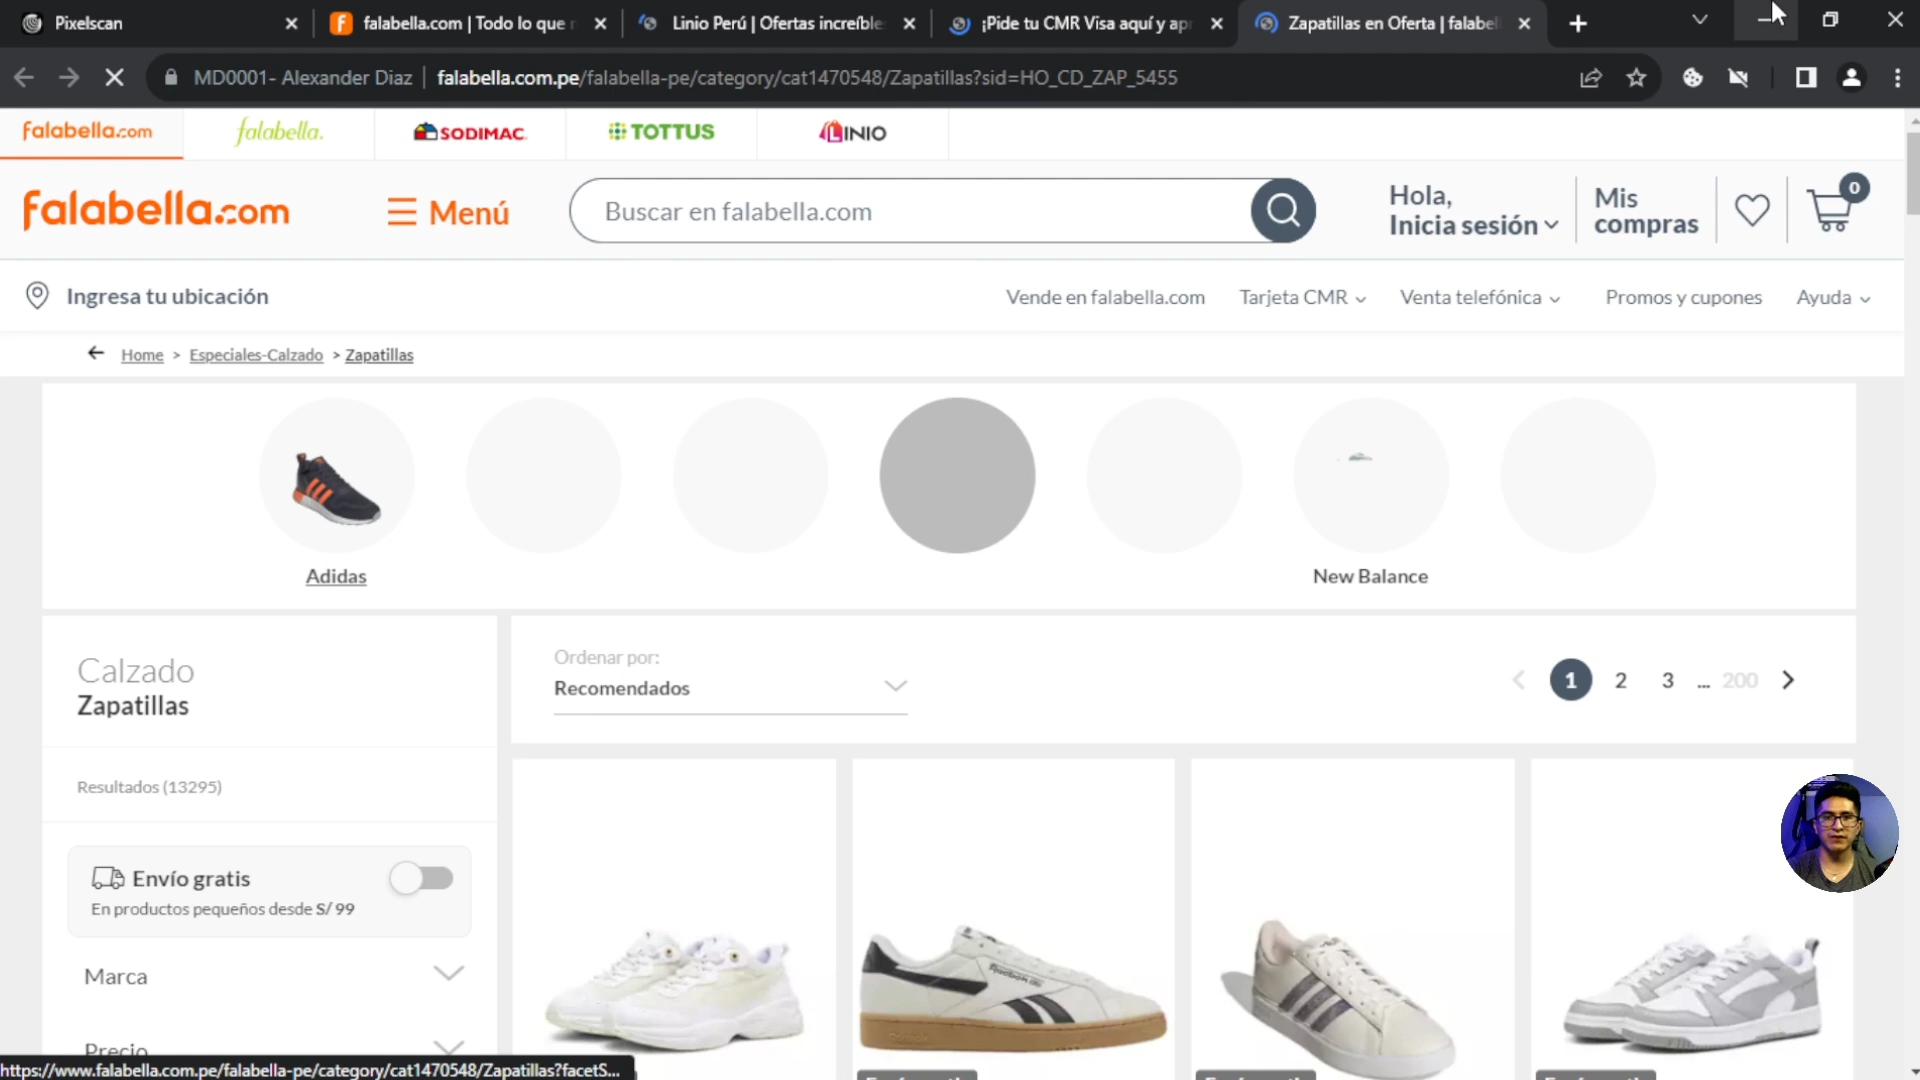 Pixelscan
falabella.com | Todo lo que n
Linio Perú | Ofertas increíble
¡Pide tu CMR Visa aquí y apr
Zapatillas en Oferta | falabel
MD0001- Alexander Diaz
falabella.com.pe/falabella-pe/category/cat1470548/Zapatillas?sid=HO_CD_ZAP_5455
falabella.com
falabella.
SODIMAC
TOTTUS
LINIO
falabella.com
Menú
Buscar en falabella.com
Hola,
Inicia sesión
Mis
compras
0
Ingresa tu ubicación
Vende en falabella.com
Tarjeta CMR
Venta telefónica
Promos y cupones
Ayuda
Home > Especiales-Calzado > Zapatillas
Adidas
New Balance
Calzado
Zapatillas
Ordenar por:
Recomendados
1 2 3 ... 200
Resultados (13295)
Envío gratis
En productos pequeños desde S/ 99
Marca
Precio
Reebok
https://www.falabella.com.pe/falabella-pe/category/cat1470548/Zapatillas?facetS...